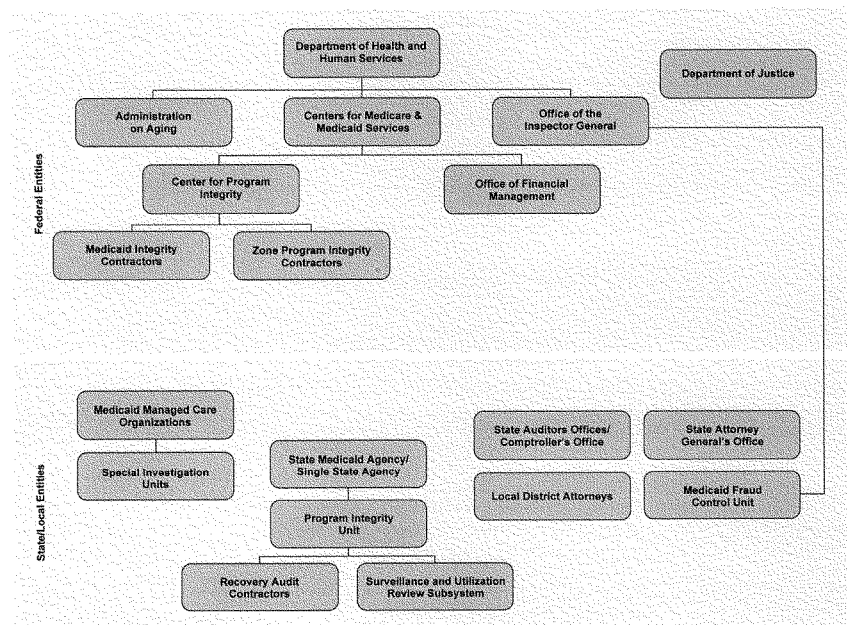 Department of Health and
Human Services
Department of Justice
Administration
on Aging
Centers for Medicare &
Medicaid Services
Office of the
Inspector General
Federal Entities
Center for Program
Integrity
Office of Financial
Management
Medicaid Integrity
Contractors
Zone Program Integrity
Contractors
State/Local Entities
Medicaid Managed Care
Organizations
Special Investigation
Units
State Medicaid Agency/
Single State Agency
Program Integrity
Unit
Recovery Audit
Contractors
Surveillance and Utilization
Review Subsystem
State Auditors Offices/
Comptroller's Office
State Attorney
General's Office
Local District Attorneys
Medicaid Fraud
Control Unit